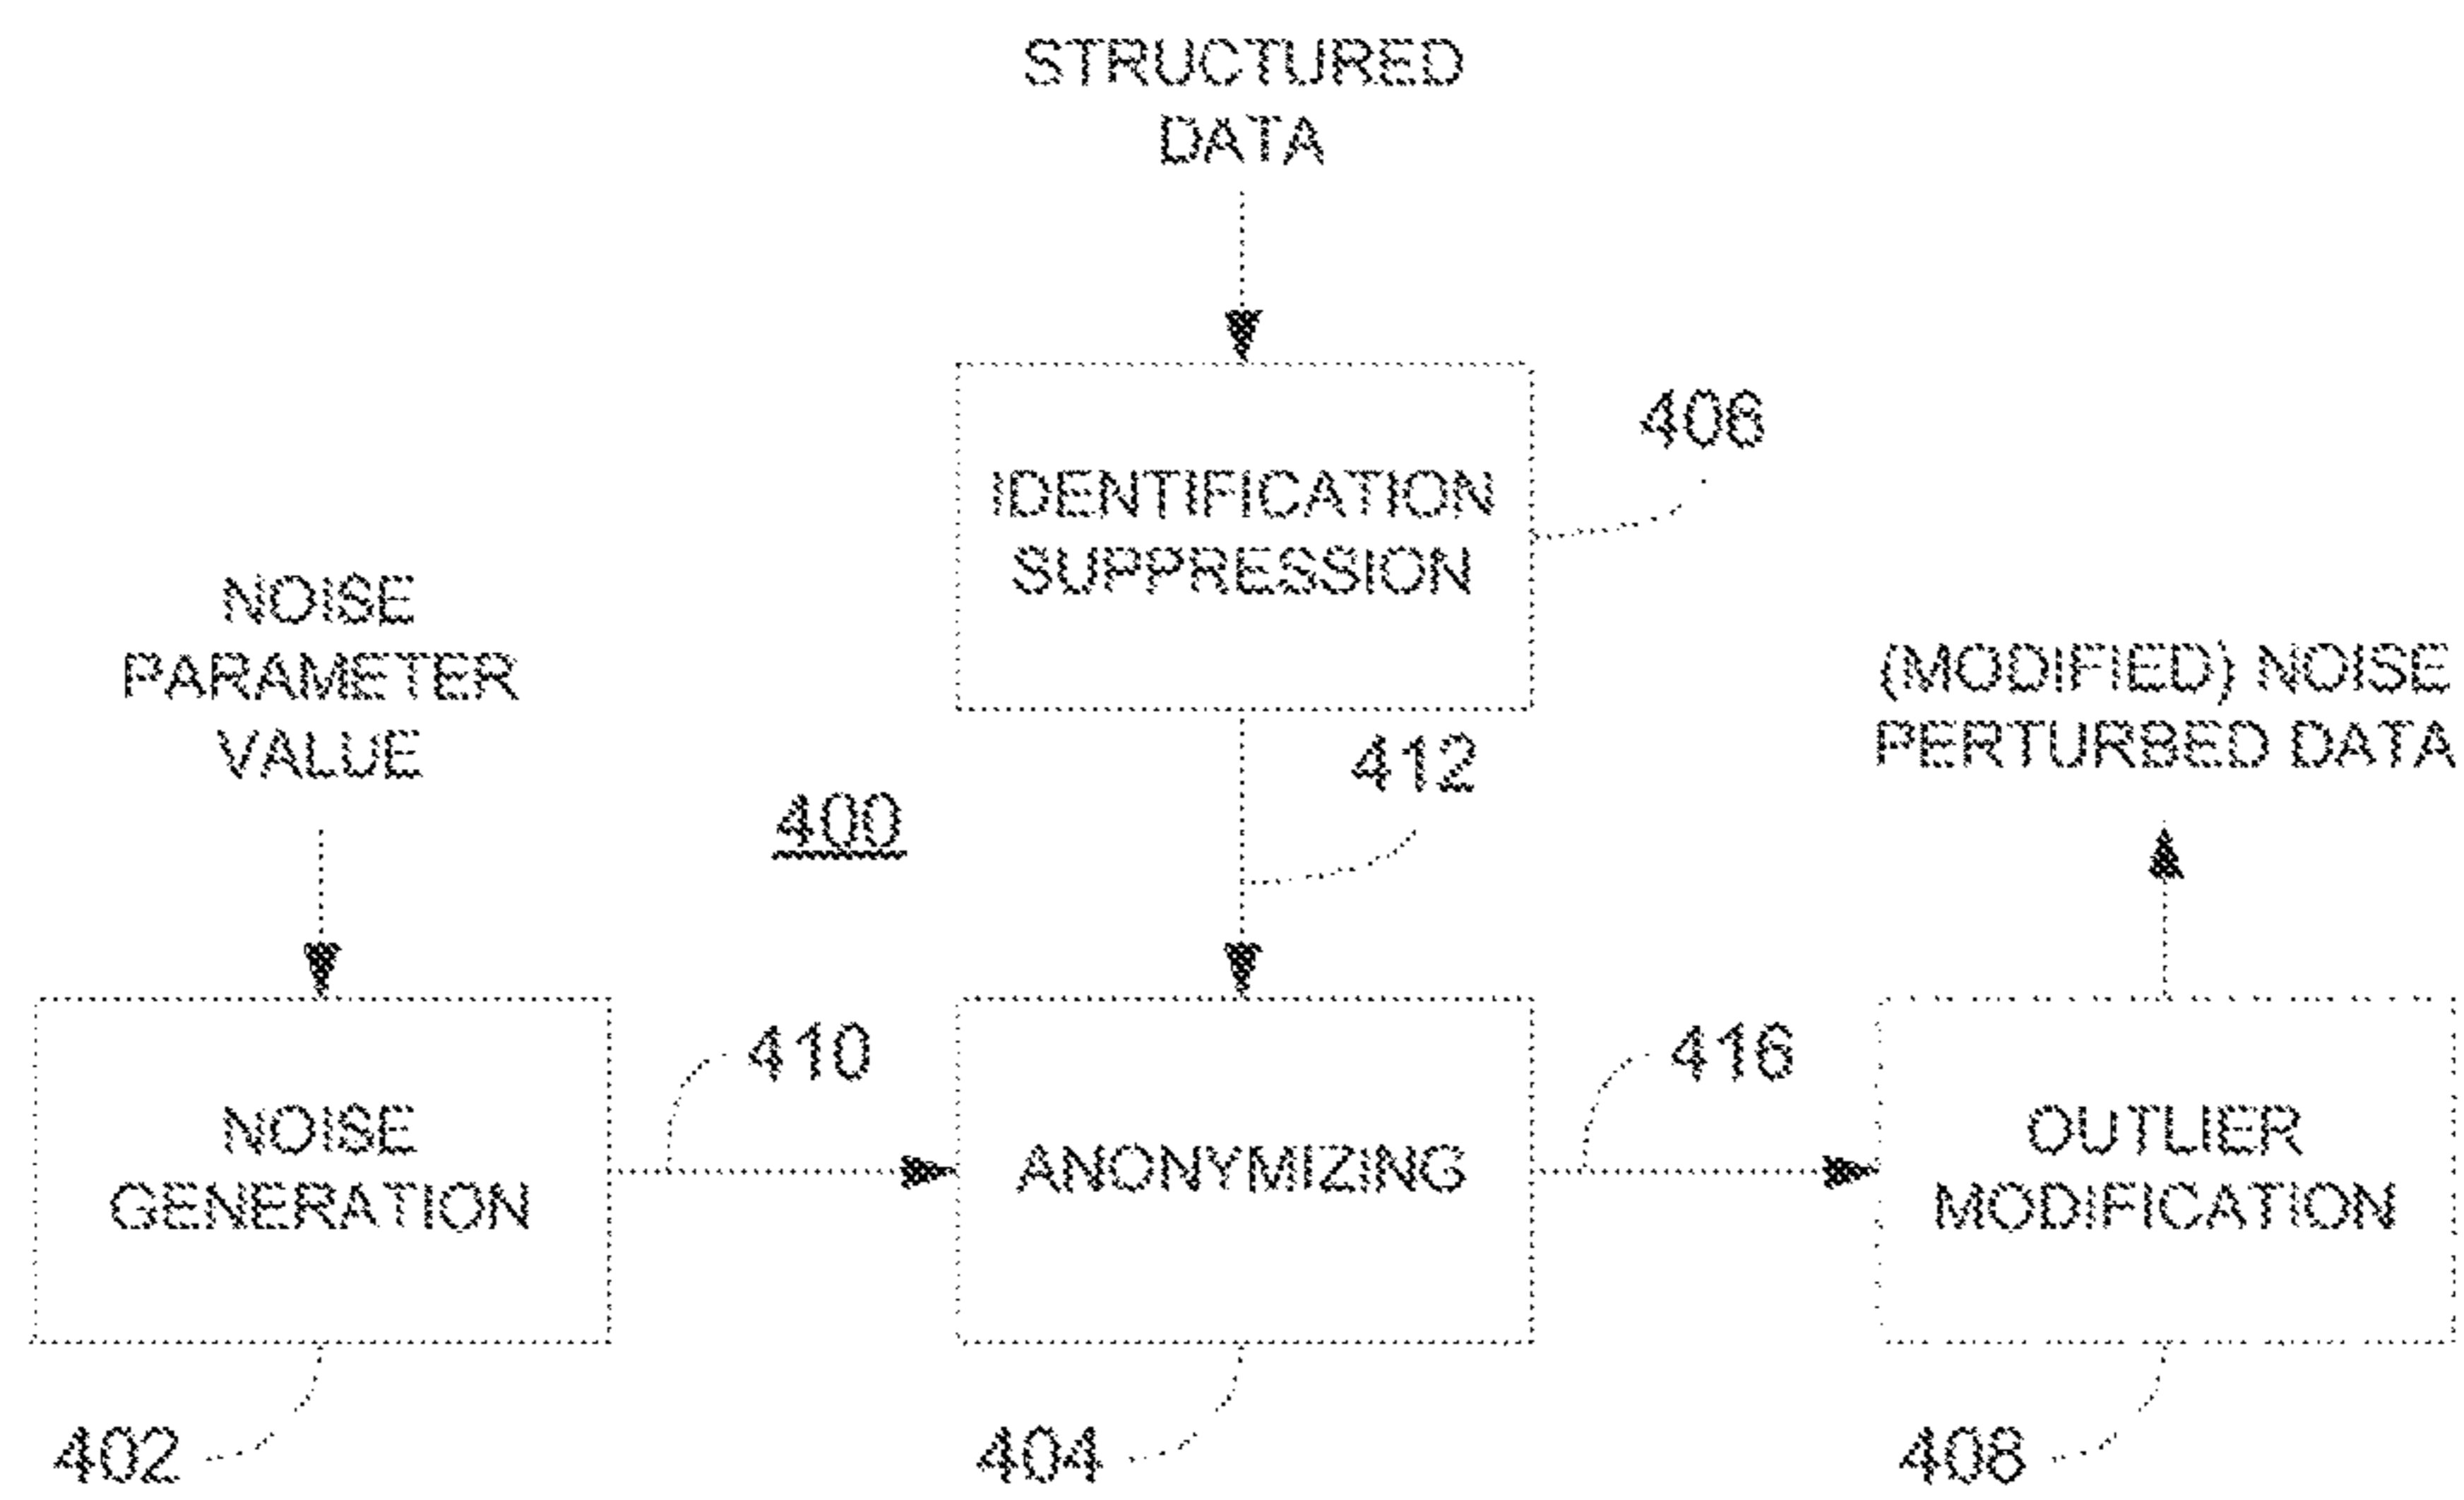 STRUCTURED
DATA
406
IDENTIFICATION
SUPPRESSION
NOISE
PARAMETER
VALUE
(MODIFIED) NOISE
PERTURBED DATA
412
400
410
416
NOISE
GENERATION
ANONYMIZING
OUTLIER
MODIFICATION
402
404
408